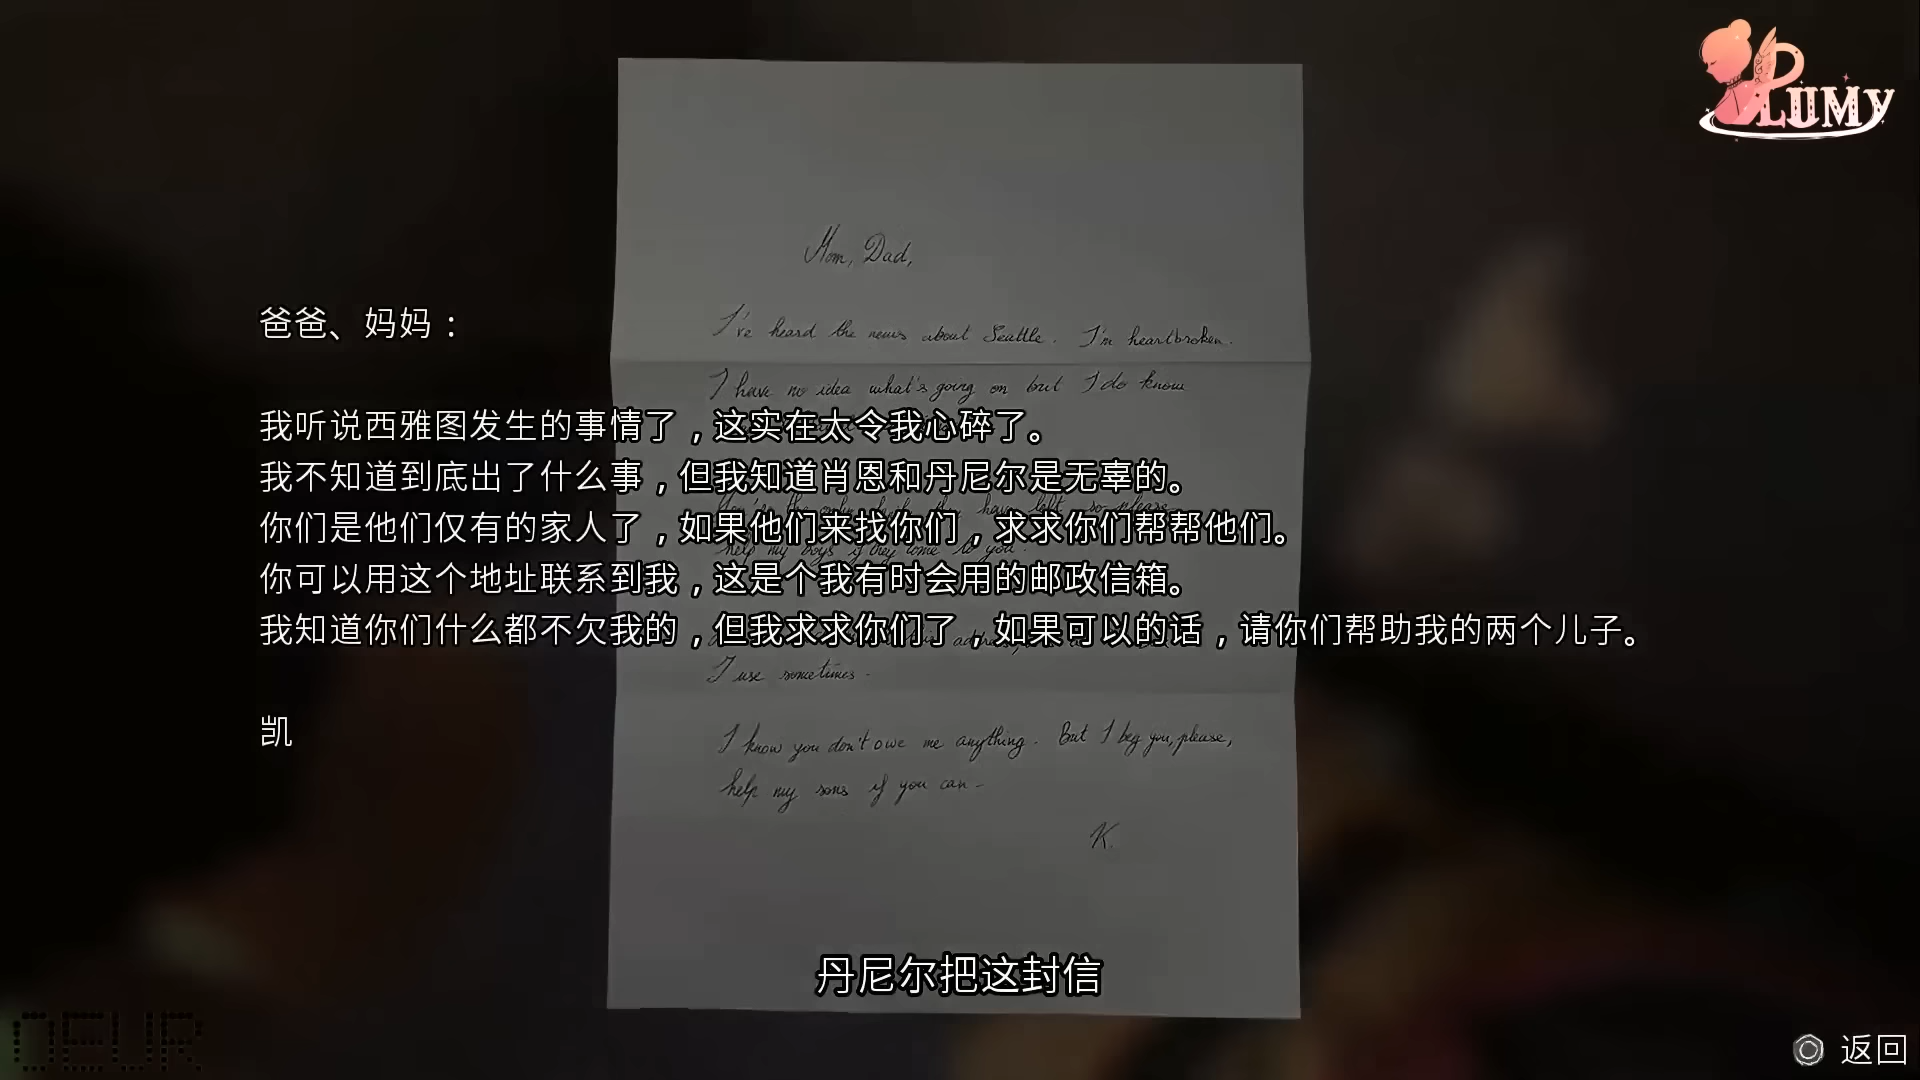 PLUMy
Mom, Dad,
I've heard the news about Seattle. I'm heartbroken.
I have no idea what's going on but I do know
have left so please
help my boys if they come to you.
I use sometimes -
I know you don't owe me anything. But I beg you, please,
help my sons if you can -
K.
爸爸、妈妈：
我听说西雅图发生的事情了，这实在太令我心碎了。
我不知道到底出了什么事，但我知道肖恩和丹尼尔是无辜的。
你们是他们仅有的家人了，如果他们来找你们，求求你们帮帮他们。
你可以用这个地址联系到我，这是个我有时会用的邮政信箱。
我知道你们什么都不欠我的，但我求求你们了，如果可以的话，请你们帮助我的两个儿子。
凯
丹尼尔把这封信
返回